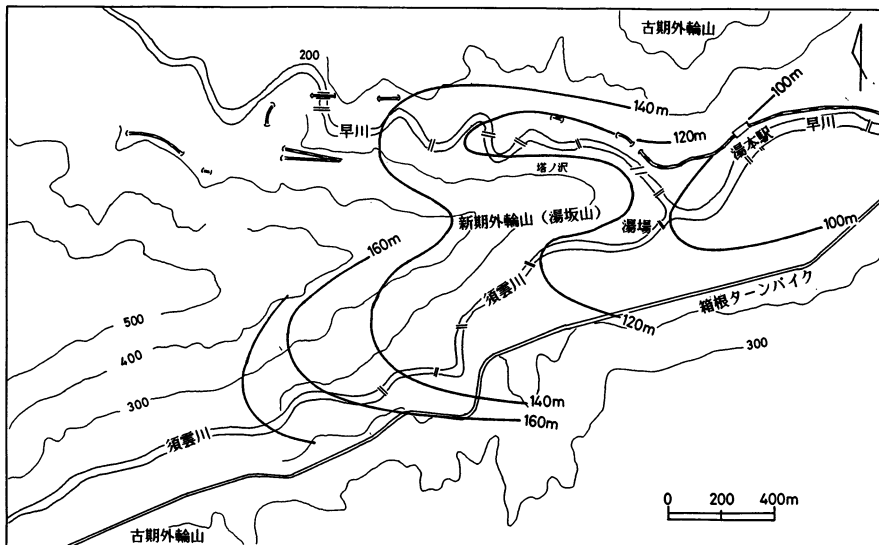 古期外輪山
200
140m
100m
120m
早川
湯本駅
早川
塔ノ沢
新期外輪山(湯坂山)
湯場
100m
160m
須雲川
箱根ターンパイク
120m
500
400
300
300
140m
160m
須雲川
0 200 400m
古期外輪山